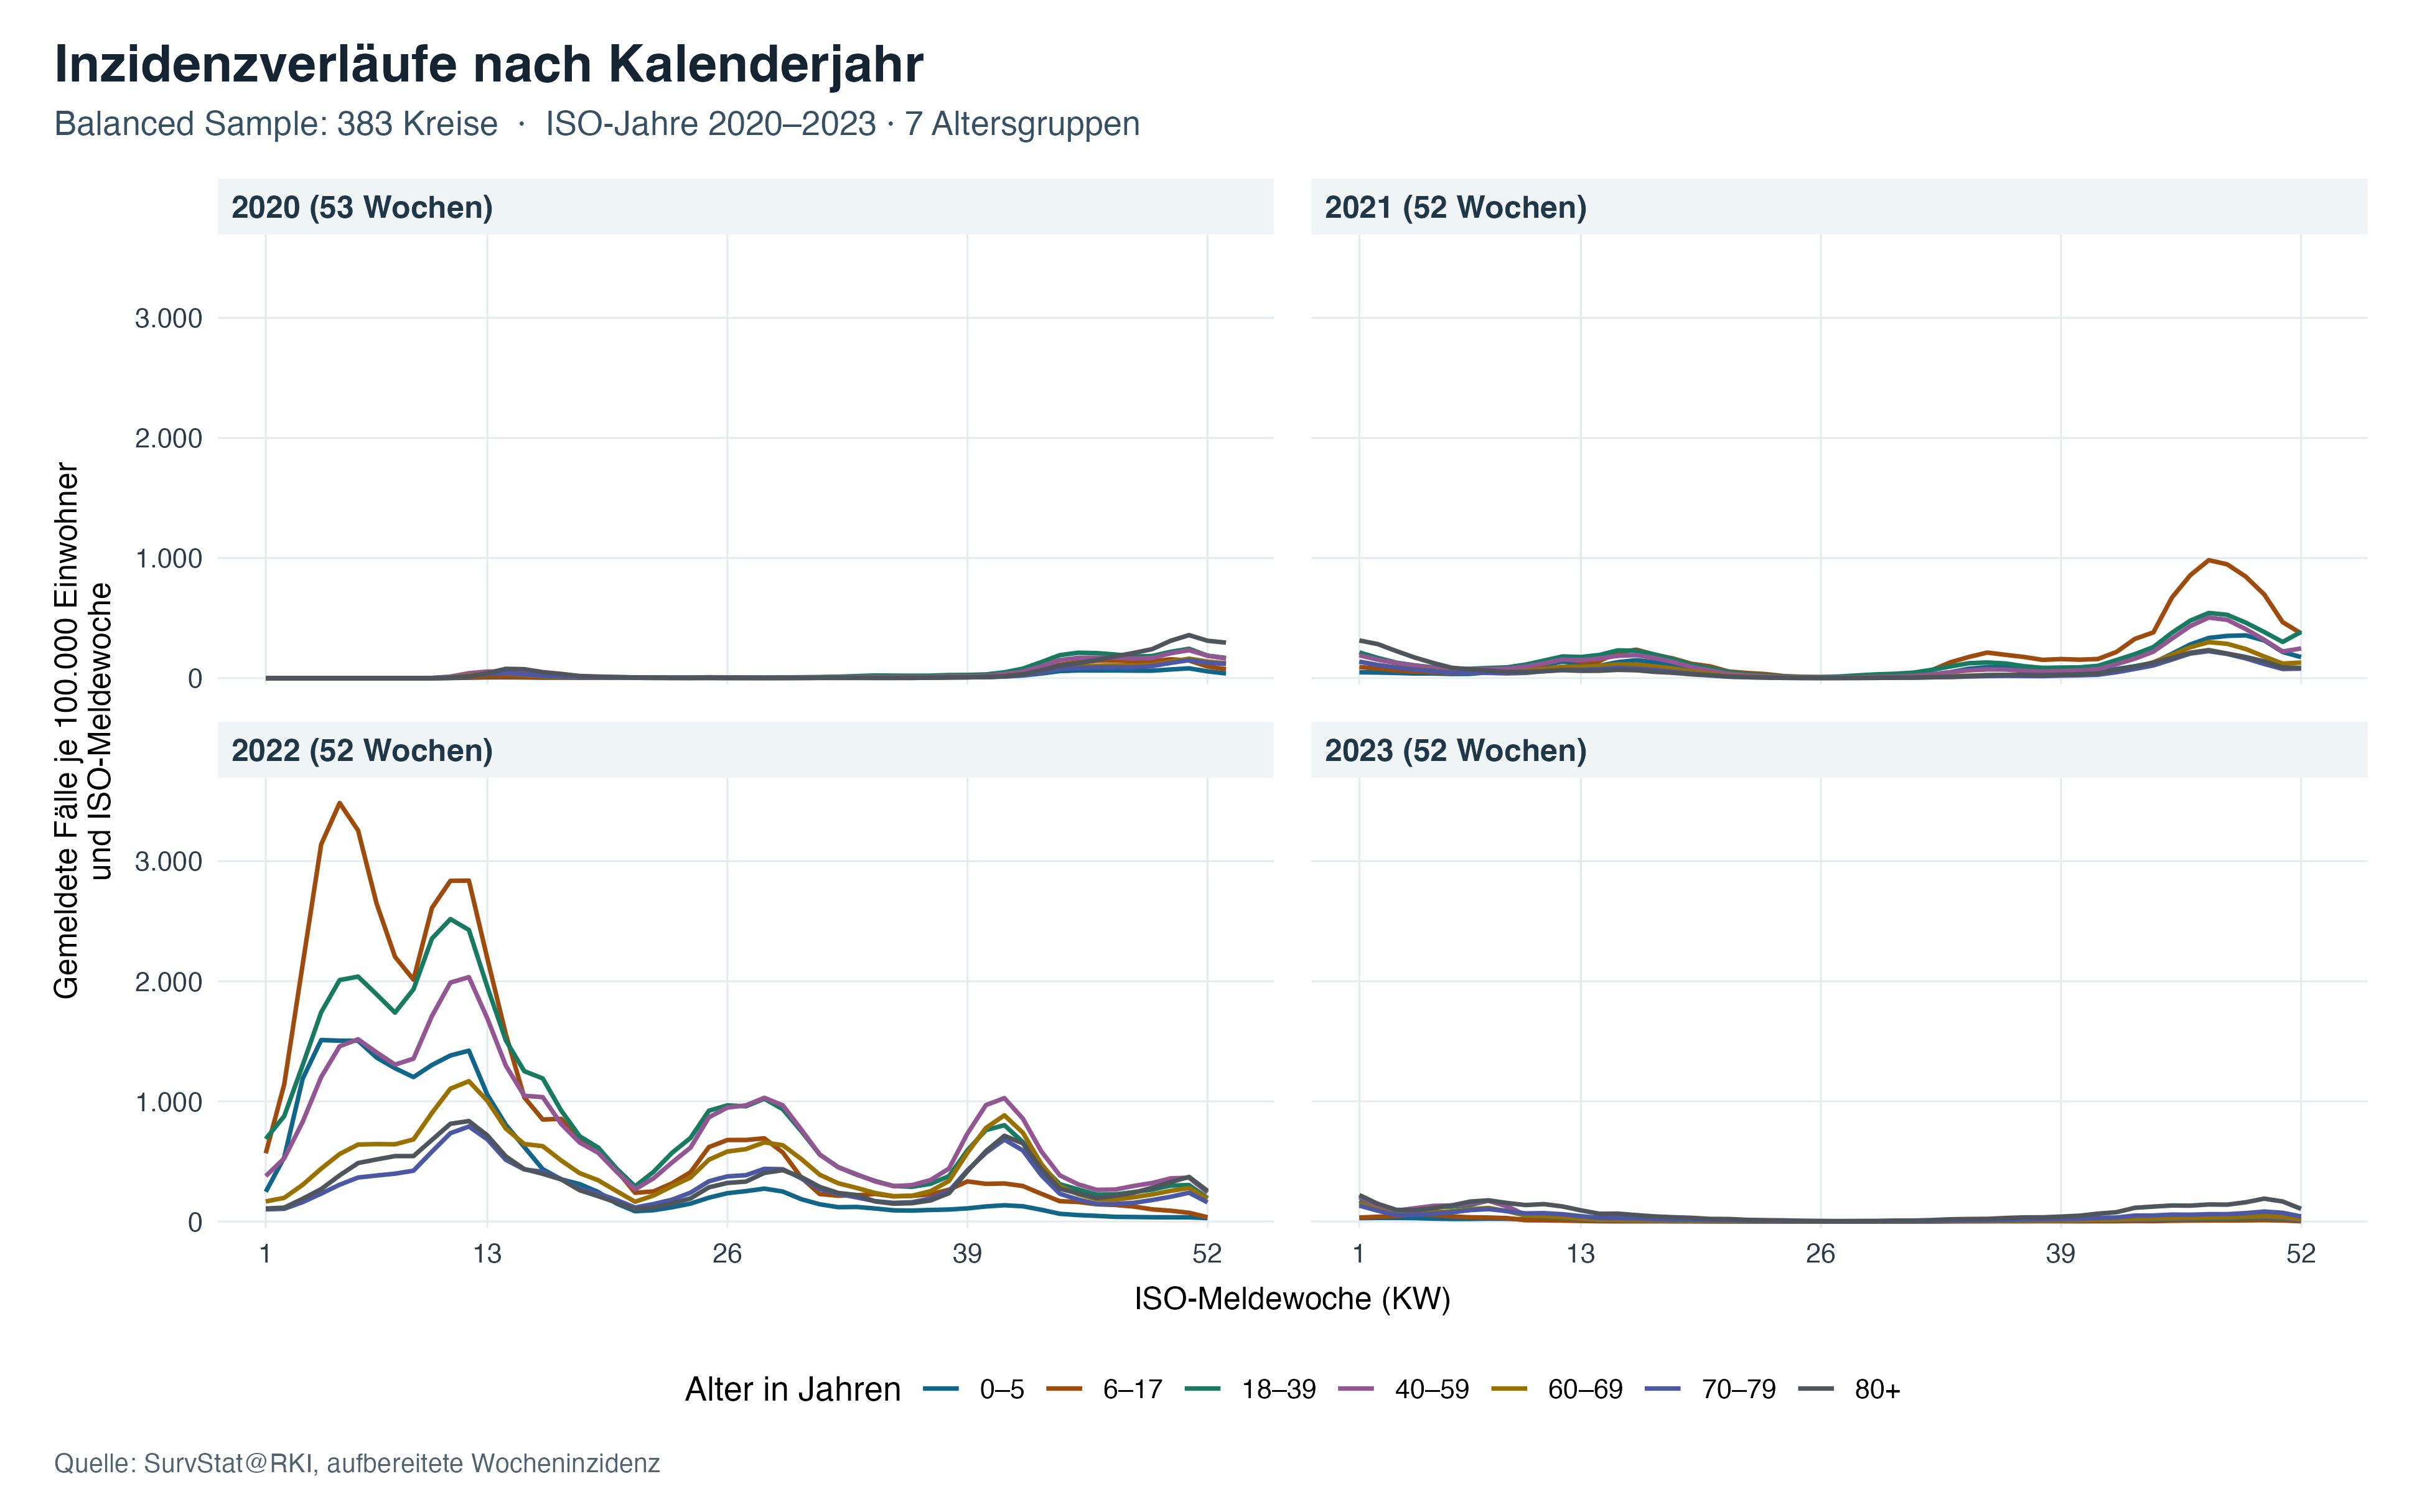 Inzidenzverläufe nach Kalenderjahr
Balanced Sample: 383 Kreise · ISO-Jahre 2020–2023 · 7 Altersgruppen
Gemeldete Fälle je 100.000 Einwohner
und ISO-Meldewoche
2020 (53 Wochen)
2021 (52 Wochen)
3.000
2.000
1.000
0
2022 (52 Wochen)
2023 (52 Wochen)
3.000
2.000
1.000
0
1 13 26 39 52 1 13 26 39 52
ISO-Meldewoche (KW)
Alter in Jahren 0–5 6–17 18–39 40–59 60–69 70–79 80+
Quelle: SurvStat@RKI, aufbereitete Wocheninzidenz